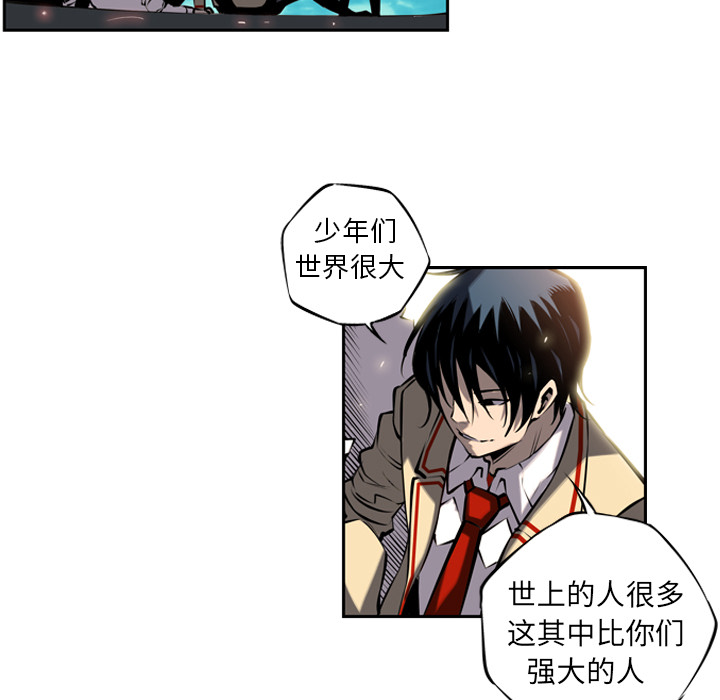 少年们
世界很大
世上的人很多
这其中比你们
强大的人